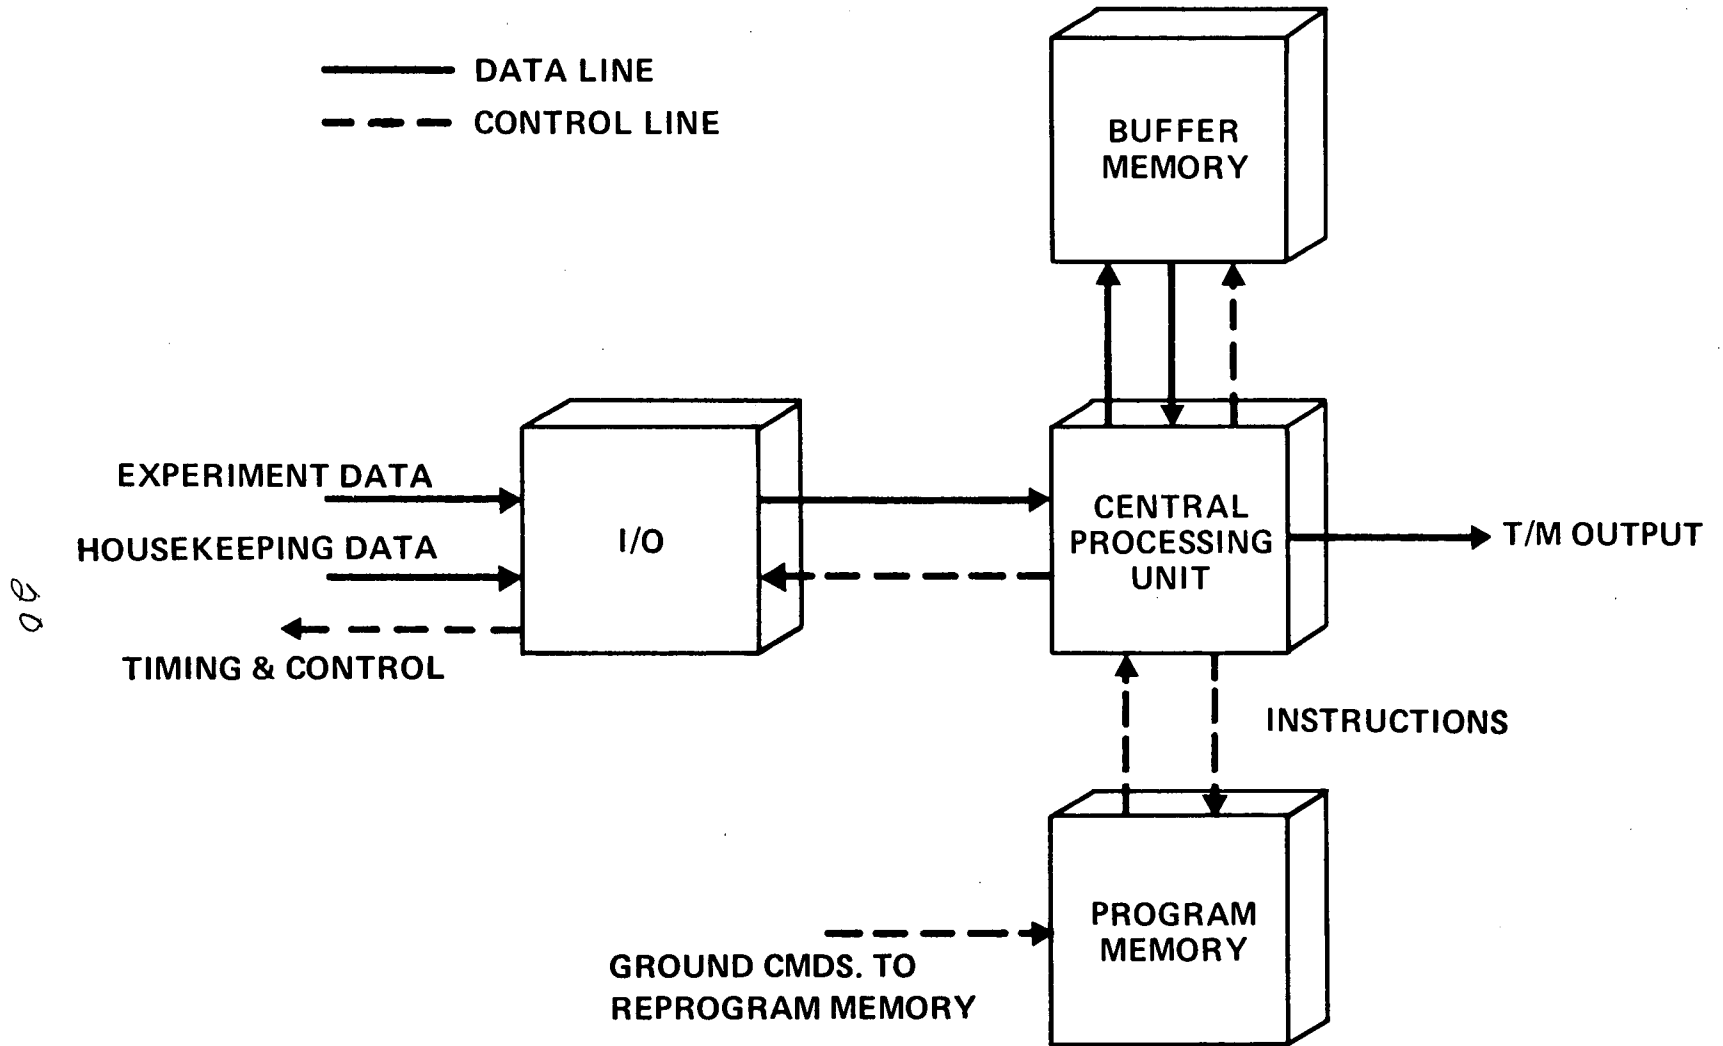 DATA LINE
CONTROL LINE
BUFFER
MEMORY
EXPERIMENT DATA
HOUSEKEEPING DATA
TIMING & CONTROL
I/O
CENTRAL
PROCESSING
UNIT
T/M OUTPUT
INSTRUCTIONS
PROGRAM
MEMORY
GROUND CMDS. TO
REPROGRAM MEMORY